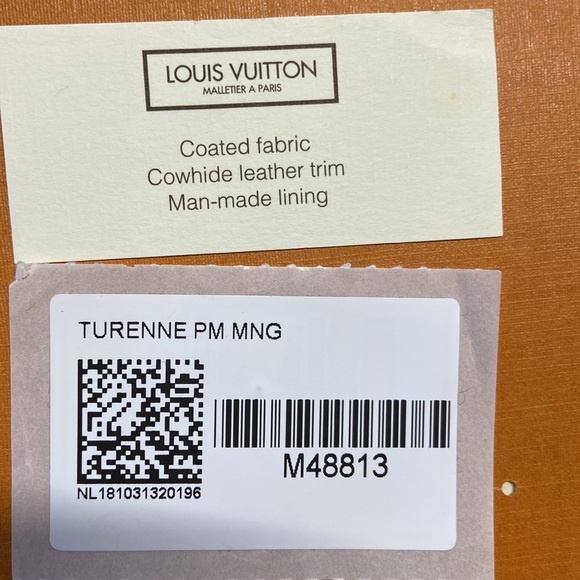 LOUIS VUITTON
MALLETIER A PARIS
Coated fabric
Cowhide leather trim
Man-made lining
TURENNE PM MNG
NL181031320196
M48813